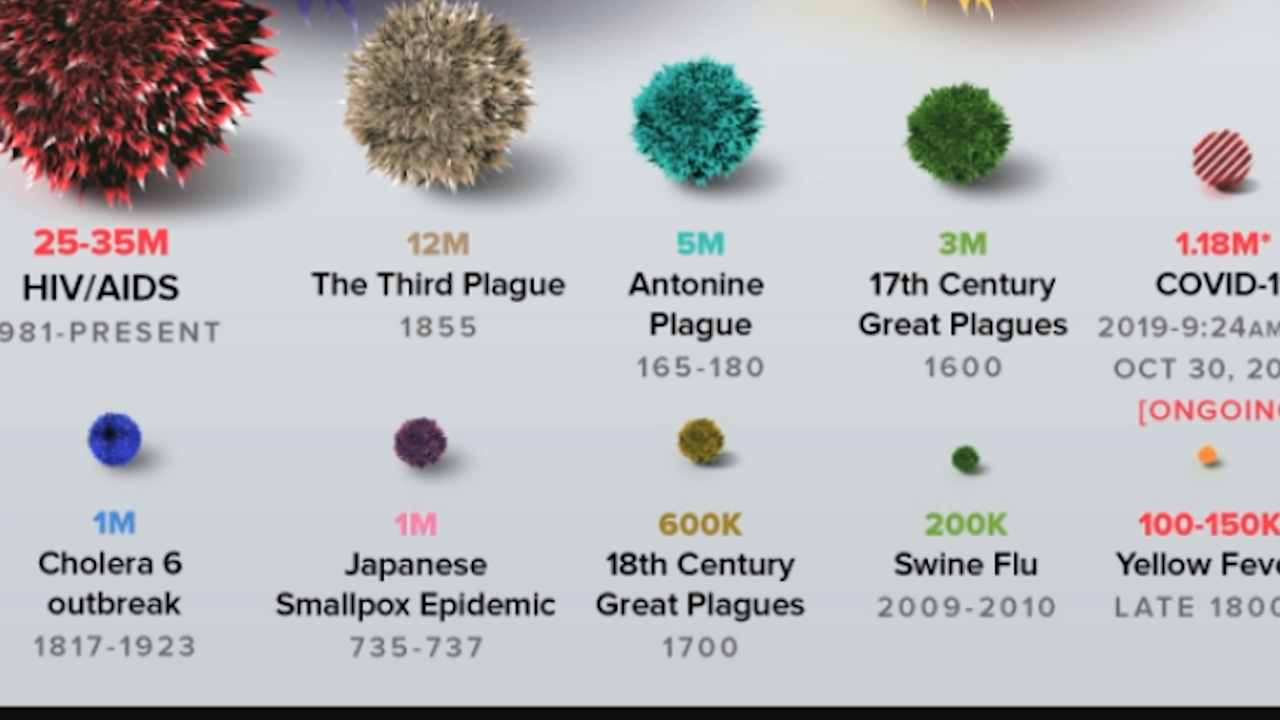 25-35M
HIV/AIDS
981-PRESENT
12M
The Third Plague
1855
5M
Antonine
Plague
165-180
3M
17th Century
Great Plagues
1600
1.18M*
COVID-1
2019-9:24AM
OCT 30, 20
[ONGOING
1M
Cholera 6
outbreak
1817-1923
1M
Japanese
Smallpox Epidemic
735-737
600K
18th Century
Great Plagues
1700
200K
Swine Flu
2009-2010
100-150K
Yellow Feve
LATE 1800